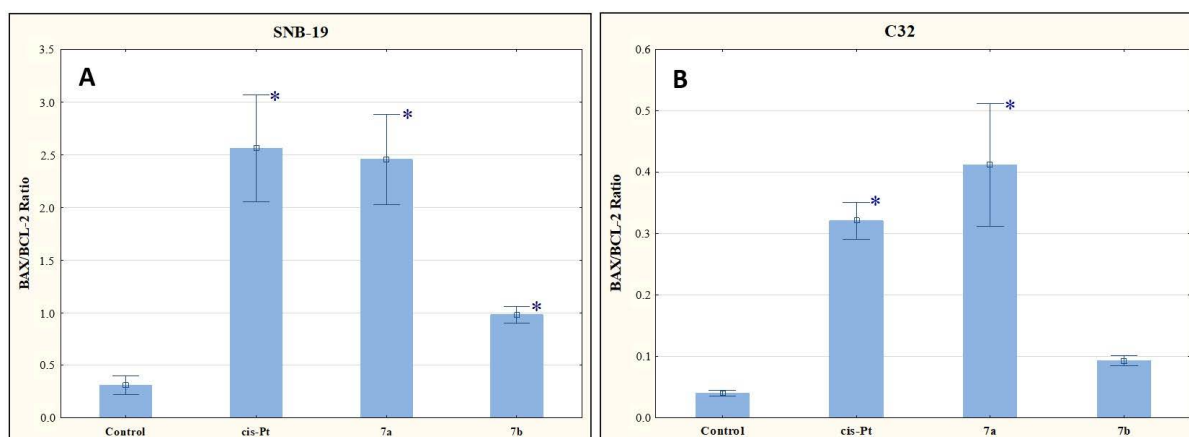 SNB-19
A
BAX/BCL-2 Ratio
3.5
3.0
2.5
2.0
1.5
1.0
0.5
0.0
*
*
*
Control cis-Pt 7a 7b
C32
B
BAX/BCL-2 Ratio
0.6
0.5
0.4
0.3
0.2
0.1
0.0
*
*
Control cis-Pt 7a 7b